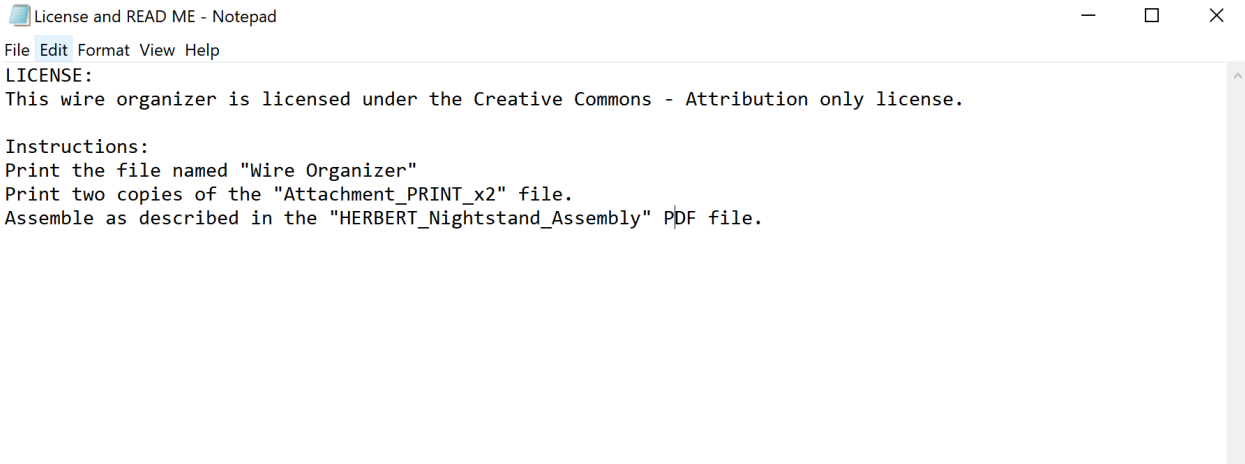 License and READ ME - Notepad
File Edit Format View Help
LICENSE:
This wire organizer is licensed under the Creative Commons - Attribution only license.
Instructions:
Print the file named "Wire Organizer"
Print two copies of the "Attachment_PRINT_x2" file.
Assemble as described in the "HERBERT_Nightstand_Assembly" PDF file.